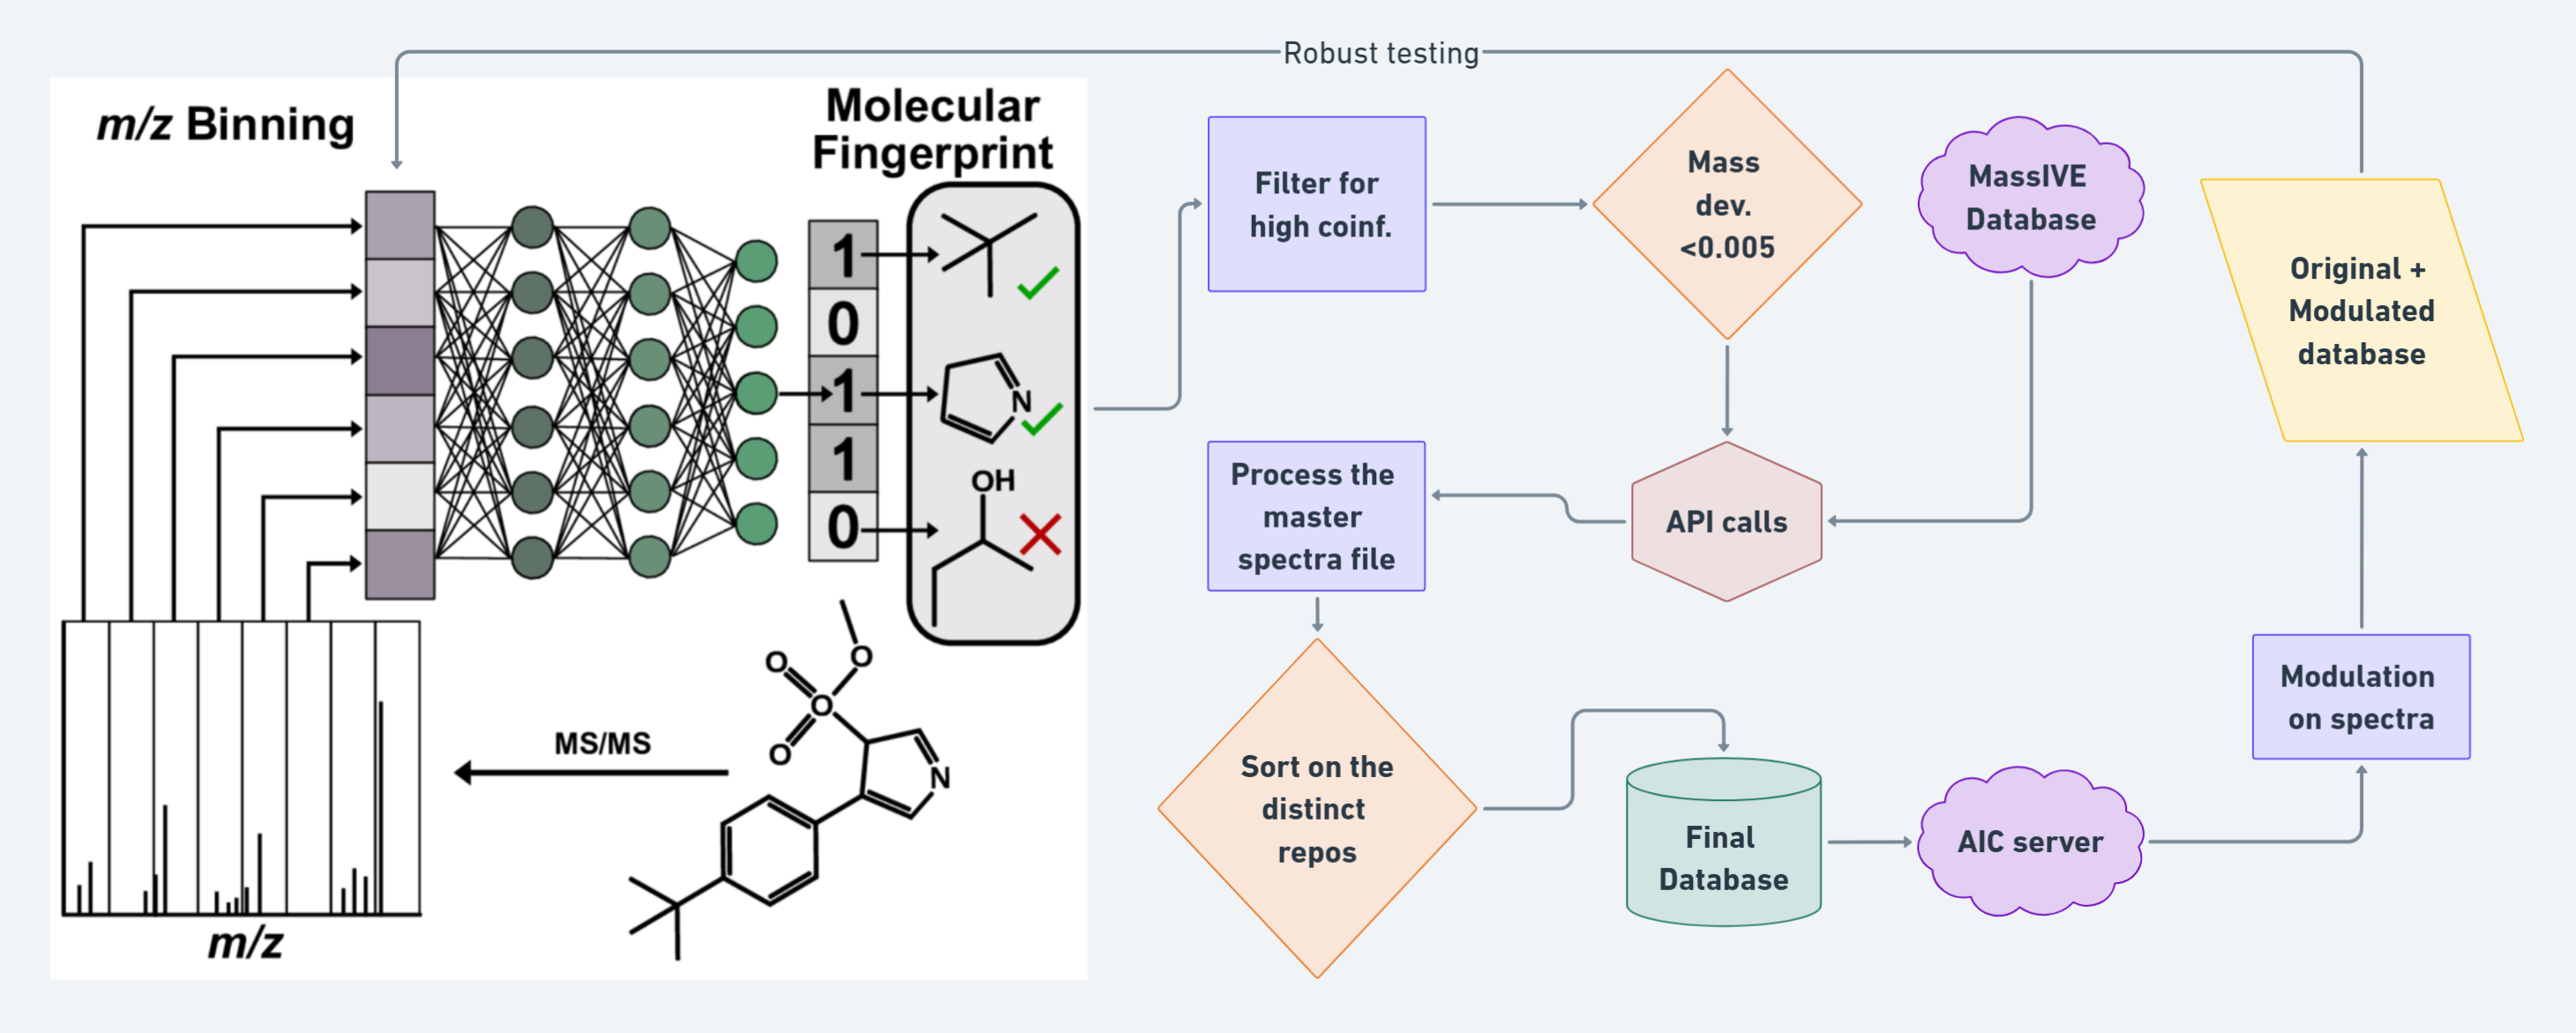 Robust testing
m/z Binning
Molecular
Fingerprint
1
0
1
1
0
N
OH
MS/MS
O
O
O
O
N
m/z
Filter for
high coinf.
Mass
dev.
<0.005
MassIVE
Database
Original +
Modulated
database
Process the
master
spectra file
API calls
Sort on the
distinct
repos
Final
Database
AIC server
Modulation
on spectra